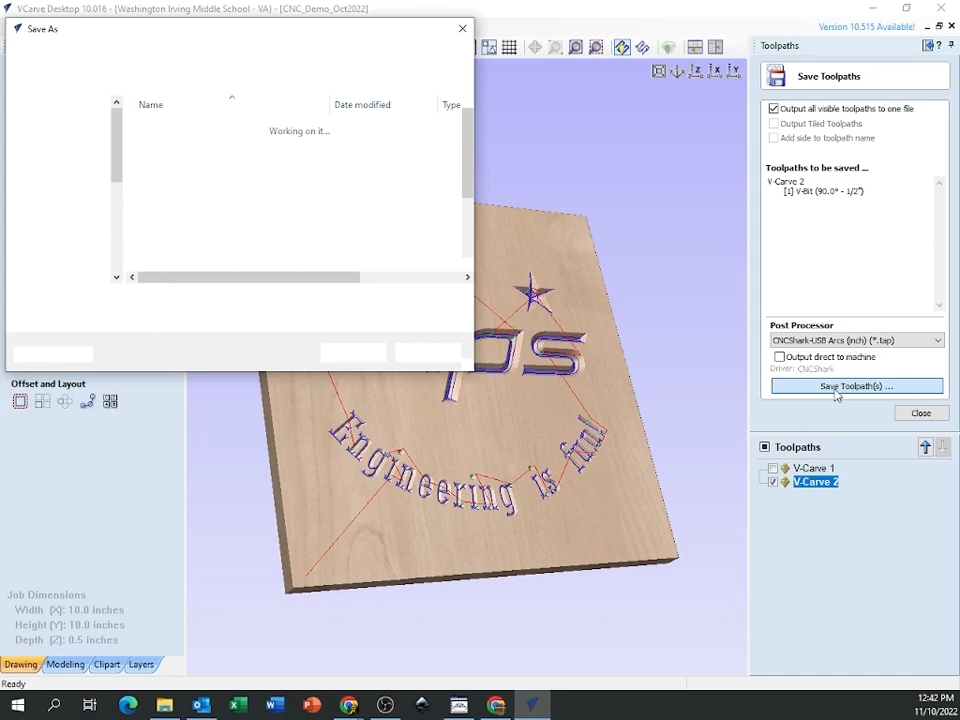 VCarve Desktop 10.016 - {Washington Irving Middle School - VA} - [CNC_Demo_Oct2022]
Version 10.515 Available!
Save As
Name
Date modified
Type
Working on it...
Toolpaths
Save Toolpaths
Output all visible toolpaths to one file
Output Tiled Toolpaths
Add side to toolpath name
Toolpaths to be saved ...
V-Carve 2
[1] V-Bit (90.0° - 1/2")
Post Processor
CNCShark-USB Arcs (inch) (*.tap)
Output direct to machine
Driver: CNCShark
Save Toolpath(s) ...
Close
Toolpaths
V-Carve 1
V-Carve 2
Z
X
Y
Offset and Layout
Engineering is fun!
Job Dimensions
Width (X): 10.0 inches
Height (Y): 10.0 inches
Depth (Z): 0.5 inches
Drawing
Modeling
Clipart
Layers
Ready
12:42 PM
11/10/2022